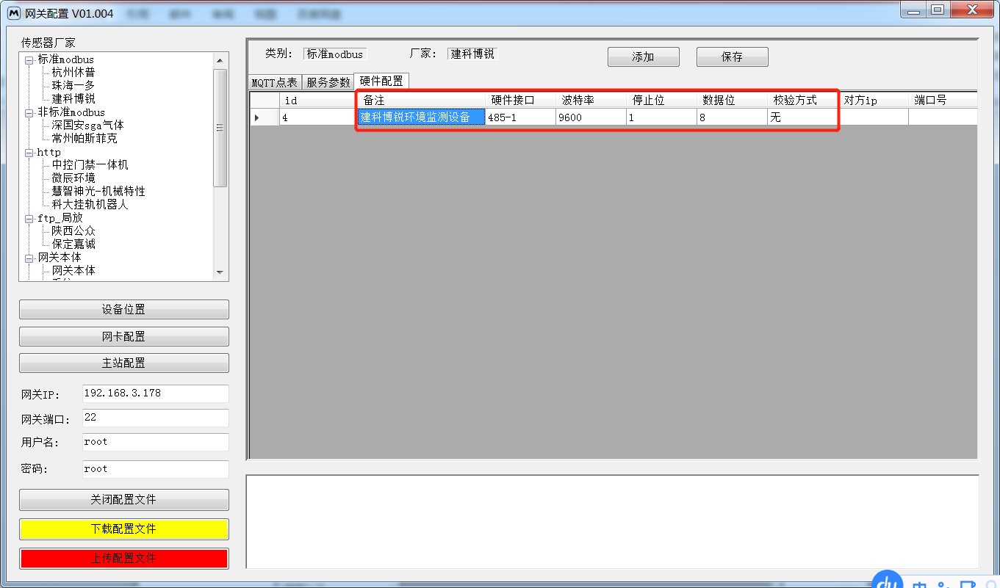 网关配置 V01.004
传感器厂家
标准modbus
杭州休普
珠海一多
建科博锐
非标准modbus
深国安sga气体
常州帕斯菲克
http
中控门禁一体机
微辰环境
慧智神光-机械特性
科大挂轨机器人
ftp_局放
陕西公众
保定嘉诚
网关本体
网关本体
设备位置
网卡配置
主站配置
网关IP: 192.168.3.178
网关端口: 22
用户名: root
密码: root
关闭配置文件
下载配置文件
上传配置文件
类别: 标准modbus 厂家: 建科博锐 添加 保存
MQTT点表 服务参数 硬件配置
id 备注 硬件接口 波特率 停止位 数据位 校验方式 对方ip 端口号
4 建科博锐环境监测设备 485-1 9600 1 8 无